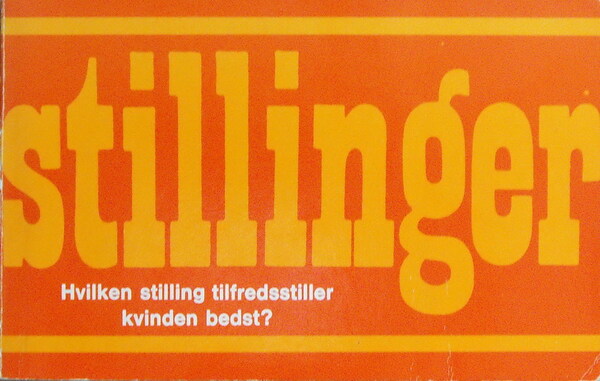 stillinger
Hvilken stilling tilfredsstiller
kvinden bedst?